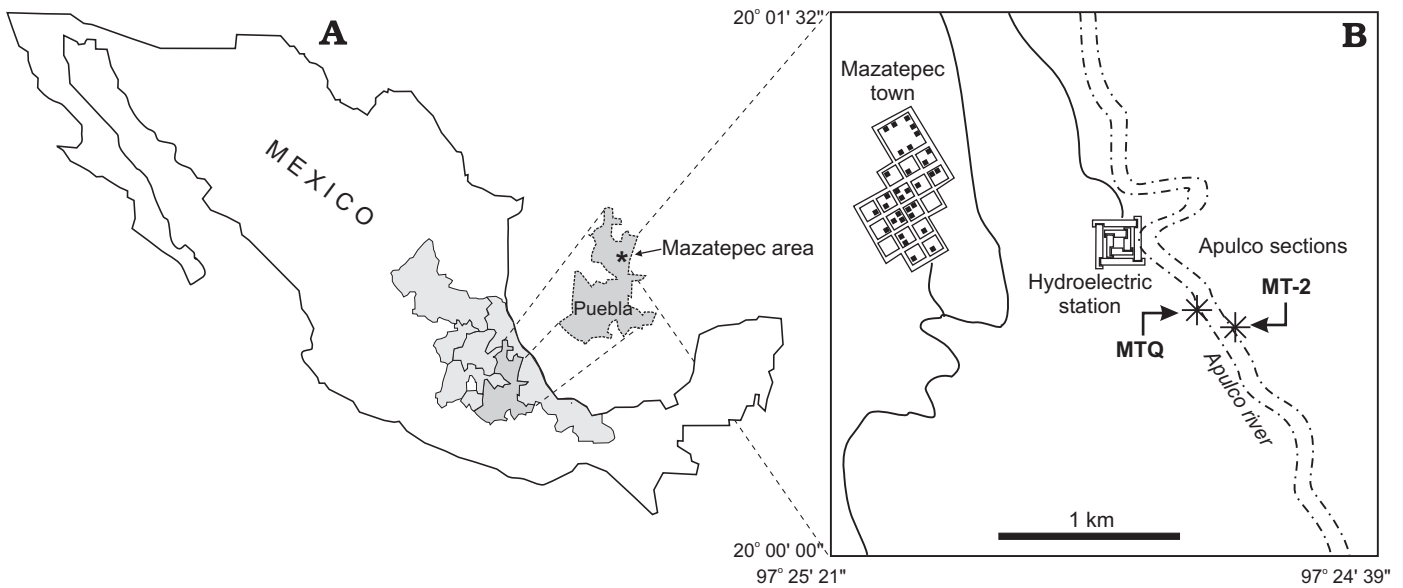 A
MEXICO
Mazatepec area
*
Puebla
20° 01' 32"
B
Mazatepec
town
Apulco sections
Hydroelectric
station
MT-2
MTQ
Apulco river
1 km
20° 00' 00"
97° 25' 21"
97° 24' 39"